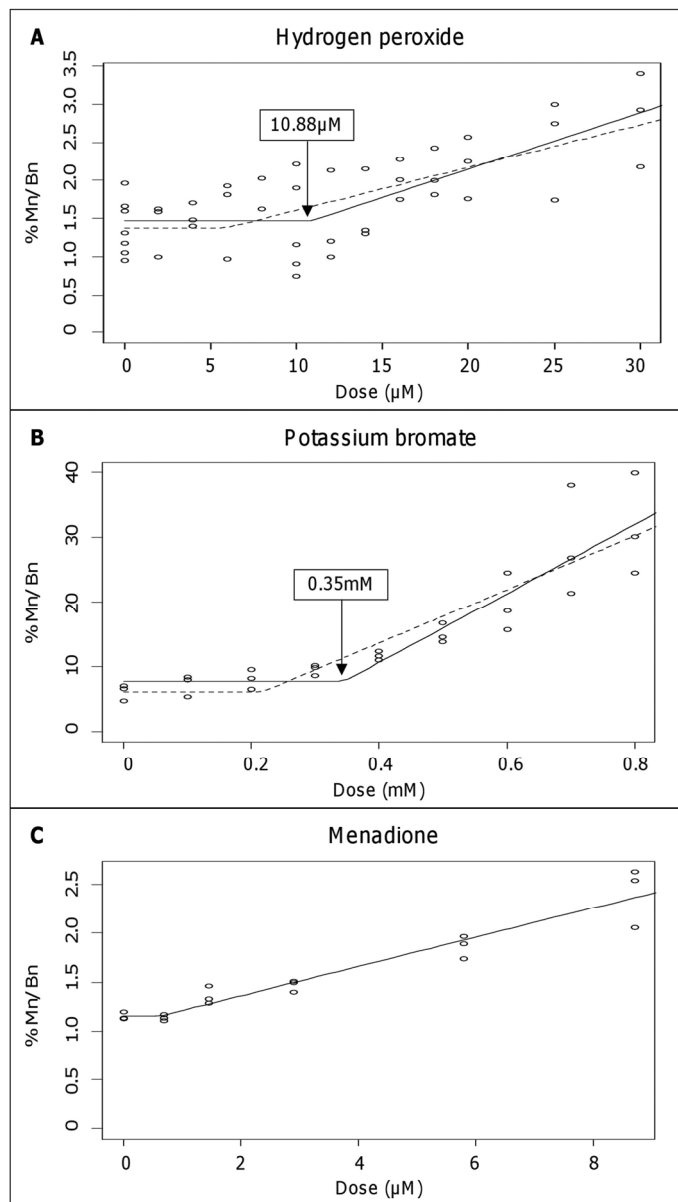 A
Hydrogen peroxide
3.5
3.0
2.5
2.0
1.5
1.0
0.5
0
%Mn/Bn
10.88µM
0 5 10 15 20 25 30
Dose (µM)
B
Potassium bromate
40
30
20
10
0
%Mn/Bn
0.35mM
0 0.2 0.4 0.6 0.8
Dose (mM)
C
Menadione
2.5
2.0
1.5
1.0
0.5
0
%Mn/Bn
0 2 4 6 8
Dose (µM)